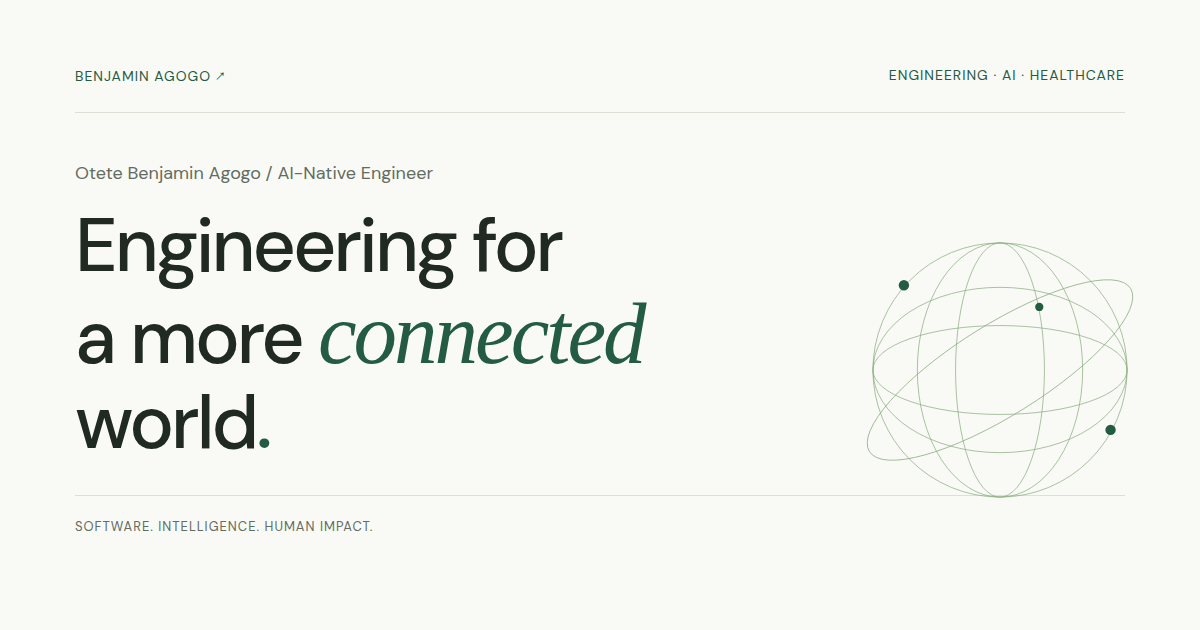 BENJAMIN AGOGO ↗
ENGINEERING · AI · HEALTHCARE
Otete Benjamin Agogo / AI-Native Engineer
Engineering for
a more connected
world.
SOFTWARE. INTELLIGENCE. HUMAN IMPACT.